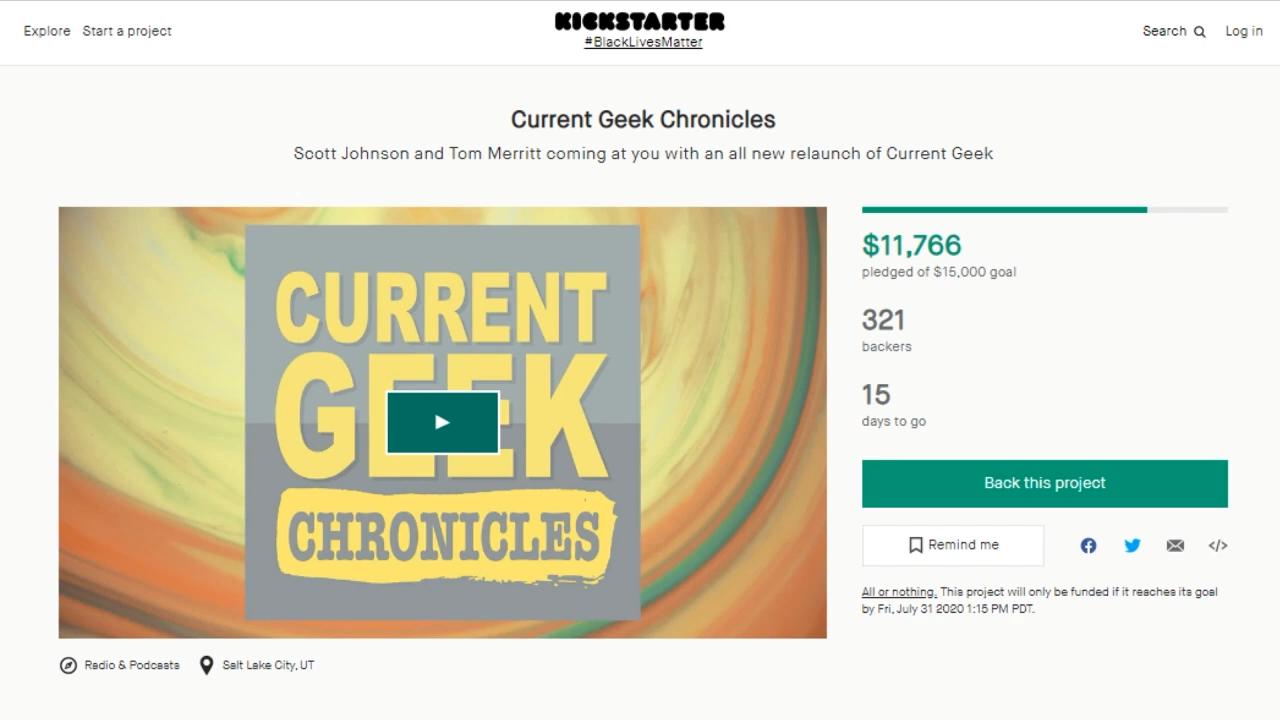 Explore Start a project
KICKSTARTER
#BlackLivesMatter
Search
Log in
Current Geek Chronicles
Scott Johnson and Tom Merritt coming at you with an all new relaunch of Current Geek
CURRENT
GEEK
CHRONICLES
$11,766
pledged of $15,000 goal
321
backers
15
days to go
Back this project
Remind me
</>
All or nothing. This project will only be funded if it reaches its goal
by Fri, July 31 2020 1:15 PM PDT.
Radio & Podcasts
Salt Lake City, UT